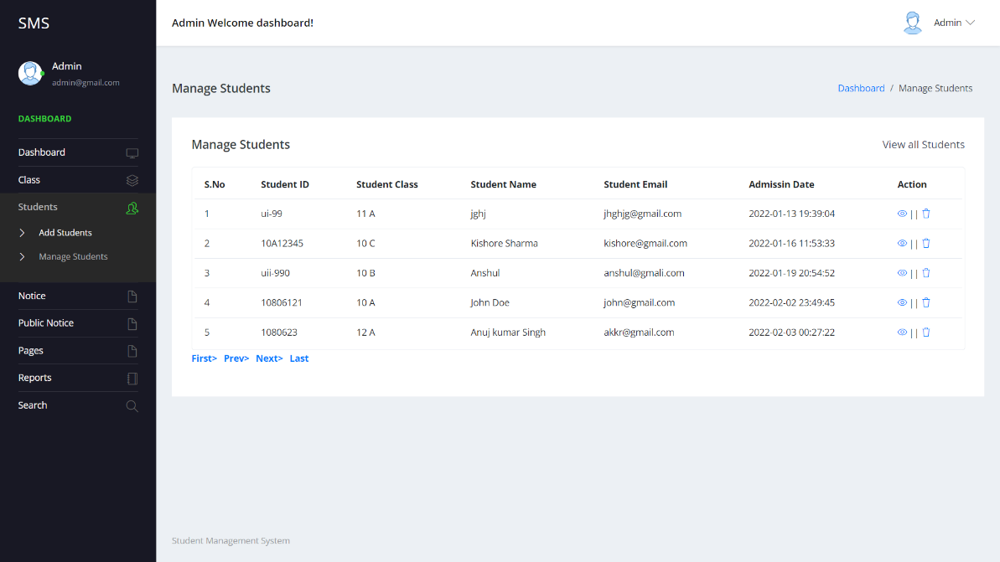 SMS
Admin Welcome dashboard!
Admin
Admin
admin@gmail.com
DASHBOARD
Dashboard
Class
Students
Add Students
Manage Students
Notice
Public Notice
Pages
Reports
Search
Manage Students
Dashboard / Manage Students
Manage Students
View all Students
S.No Student ID Student Class Student Name Student Email Admissin Date Action
1 ui-99 11 A jghj jhghjg@gmail.com 2022-01-13 19:39:04 ||
2 10A12345 10 C Kishore Sharma kishore@gmail.com 2022-01-16 11:53:33 ||
3 uii-990 10 B Anshul anshul@gmali.com 2022-01-19 20:54:52 ||
4 10806121 10 A John Doe john@gmail.com 2022-02-02 23:49:45 ||
5 1080623 12 A Anuj kumar Singh akkr@gmail.com 2022-02-03 00:27:22 ||
First> Prev> Next> Last
Student Management System